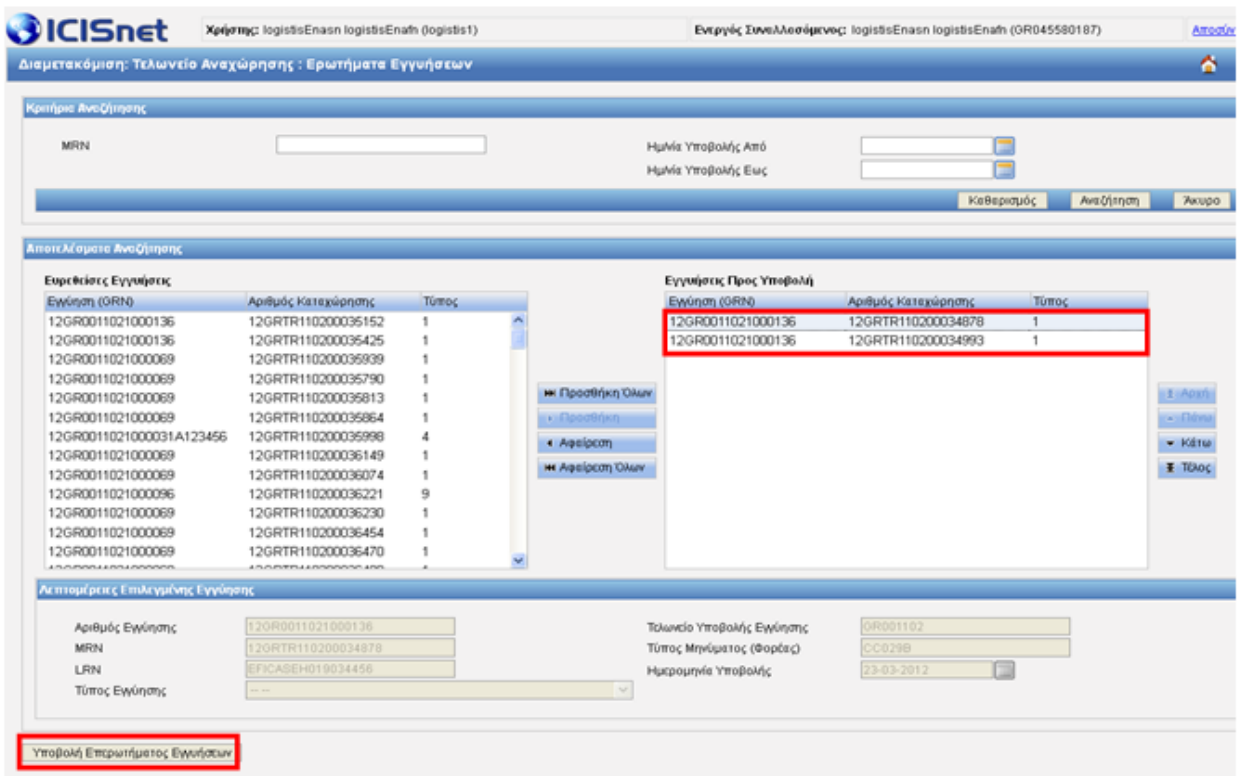 ICISnet Χρήστης: logistisEnasn logistisEnafn (logistis1) Ενεργός Συναλλασόμενος: logistisEnasn logistisEnafn (GR045580187) Αποσύν
Διαμετακόμιση: Τελωνείο Αναχώρησης : Ερωτήματα Εγγυήσεων
Κριτήρια Αναζήτησης
MRN Ημ/νία Υποβολής Από
Ημ/νία Υποβολής Εως
Καθαρισμός Αναζήτηση Άκυρο
Αποτελέσματα Αναζήτησης
Ευρεθείσες Εγγυήσεις Εγγυήσεις Προς Υποβολή
Εγγύηση (GRN) Αριθμός Καταχώρησης Τύπος Εγγύηση (GRN) Αριθμός Καταχώρησης Τύπος
12GR0011021000136 12GRTR110200035152 1 12GR0011021000136 12GRTR110200034878 1
12GR0011021000136 12GRTR110200035425 1 12GR0011021000136 12GRTR110200034993 1
12GR0011021000069 12GRTR110200035939 1
12GR0011021000069 12GRTR110200035790 1
12GR0011021000069 12GRTR110200035813 1 Προσθήκη Όλων Αρχή
12GR0011021000069 12GRTR110200035864 1 Προσθήκη Πάνω
12GR0011021000031A123456 12GRTR110200035998 4 Αφαίρεση Κάτω
12GR0011021000069 12GRTR110200036149 1
12GR0011021000069 12GRTR110200036074 1 Αφαίρεση Όλων Τέλος
12GR0011021000096 12GRTR110200036221 9
12GR0011021000069 12GRTR110200036230 1
12GR0011021000069 12GRTR110200036454 1
12GR0011021000069 12GRTR110200036470 1
Λεπτομέρειες Επιλεγμένης Εγγύησης
Αριθμός Εγγύησης 12GR0011021000136 Τελωνείο Υποβολής Εγγύησης GR001102
MRN 12GRTR110200034878 Τύπος Μηνύματος (Φορέας) CC029B
LRN EFICASEH019034456 Ημερομηνία Υποβολής 23-03-2012
Τύπος Εγγύησης -- --
Υποβολή Επερωτήματος Εγγυήσεων